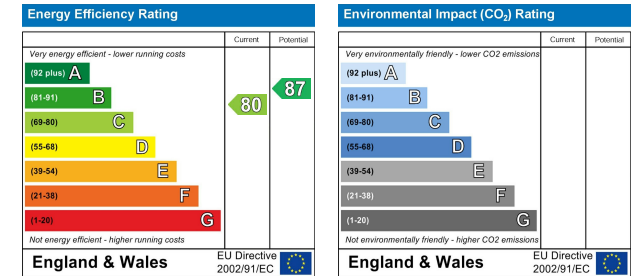 Energy Efficiency Rating
Current Potential
Very energy efficient - lower running costs
(92 plus) A
(81-91) B
(69-80) C
(55-68) D
(39-54) E
(21-38) F
(1-20) G
80
87
Not energy efficient - higher running costs
England & Wales
EU Directive
2002/91/EC
Environmental Impact (CO₂) Rating
Current Potential
Very environmentally friendly - lower CO2 emissions
(92 plus) A
(81-91) B
(69-80) C
(55-68) D
(39-54) E
(21-38) F
(1-20) G
Not environmentally friendly - higher CO2 emissions
England & Wales
EU Directive
2002/91/EC